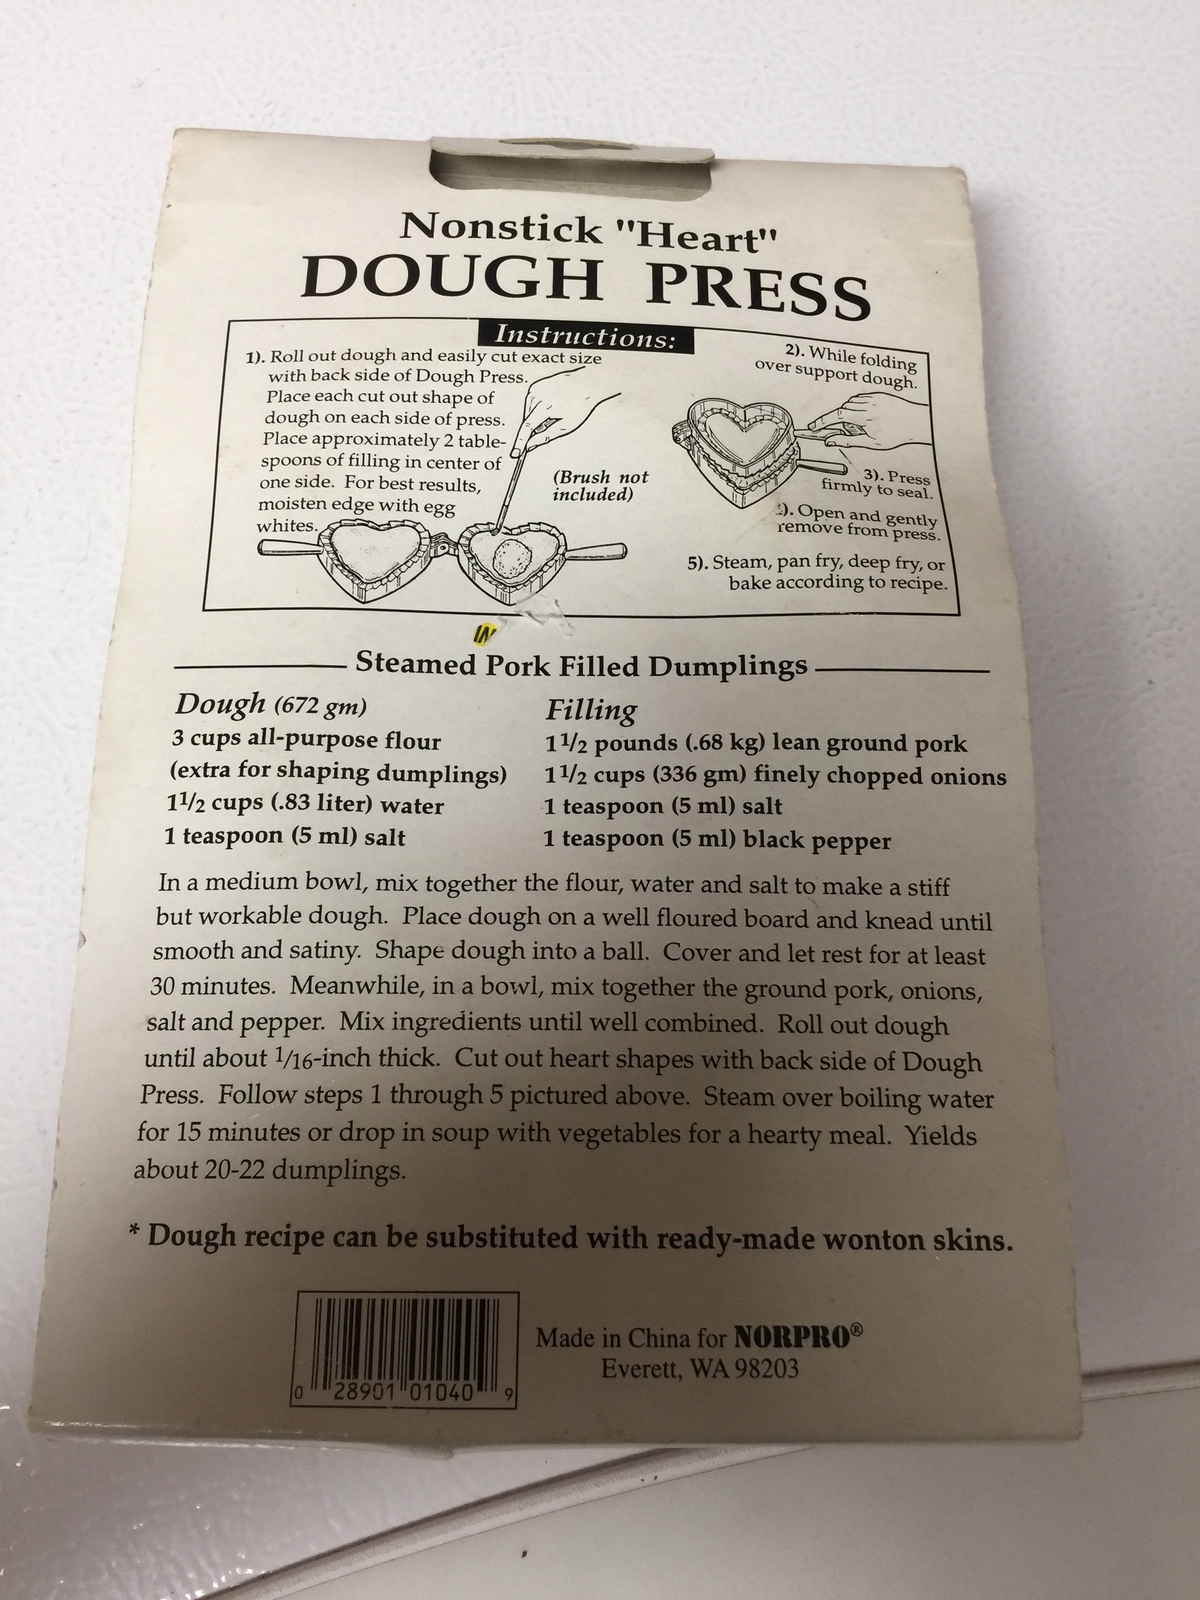 Nonstick "Heart"
DOUGH PRESS
Instructions:
1). Roll out dough and easily cut exact size
with back side of Dough Press.
Place each cut out shape of
dough on each side of press.
Place approximately 2 table-
spoons of filling in center of
one side. For best results,
moisten edge with egg
whites.
(Brush not
included)
2). While folding
over support dough.
3). Press
firmly to seal.
). Open and gently
remove from press.
5). Steam, pan fry, deep fry, or
bake according to recipe.
Steamed Pork Filled Dumplings
Dough (672 gm)
3 cups all-purpose flour
(extra for shaping dumplings)
1 1/2 cups (.83 liter) water
1 teaspoon (5 ml) salt
Filling
1 1/2 pounds (.68 kg) lean ground pork
1 1/2 cups (336 gm) finely chopped onions
1 teaspoon (5 ml) salt
1 teaspoon (5 ml) black pepper
In a medium bowl, mix together the flour, water and salt to make a stiff
but workable dough. Place dough on a well floured board and knead until
smooth and satiny. Shape dough into a ball. Cover and let rest for at least
30 minutes. Meanwhile, in a bowl, mix together the ground pork, onions,
salt and pepper. Mix ingredients until well combined. Roll out dough
until about 1/16-inch thick. Cut out heart shapes with back side of Dough
Press. Follow steps 1 through 5 pictured above. Steam over boiling water
for 15 minutes or drop in soup with vegetables for a hearty meal. Yields
about 20-22 dumplings.
* Dough recipe can be substituted with ready-made wonton skins.
0 28901 01040 9
Made in China for NORPRO®
Everett, WA 98203